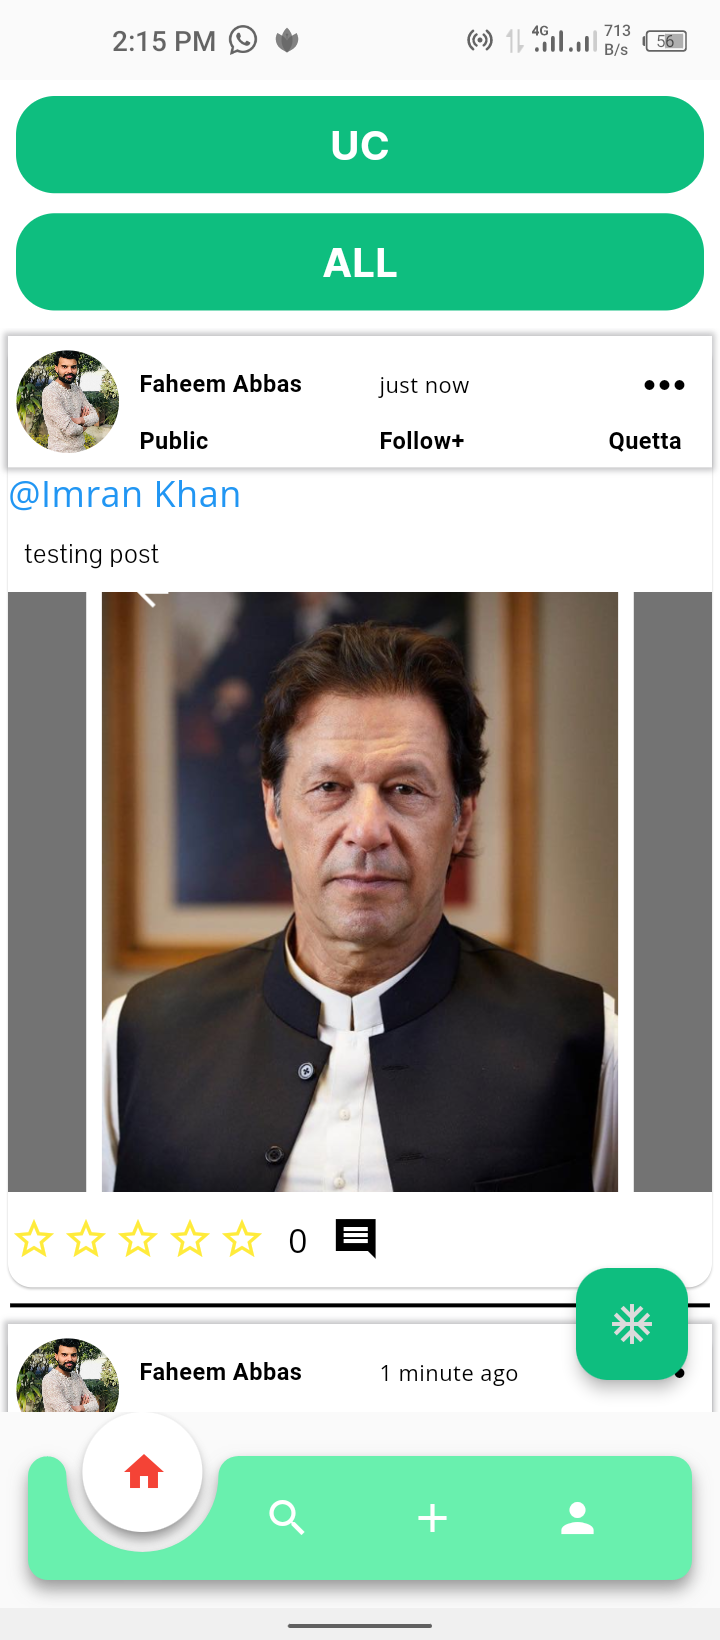 2:15 PM
4G
713
B/s
56
UC
ALL
Faheem Abbas just now
Public Follow+ Quetta
@Imran Khan
testing post
0
Faheem Abbas 1 minute ago